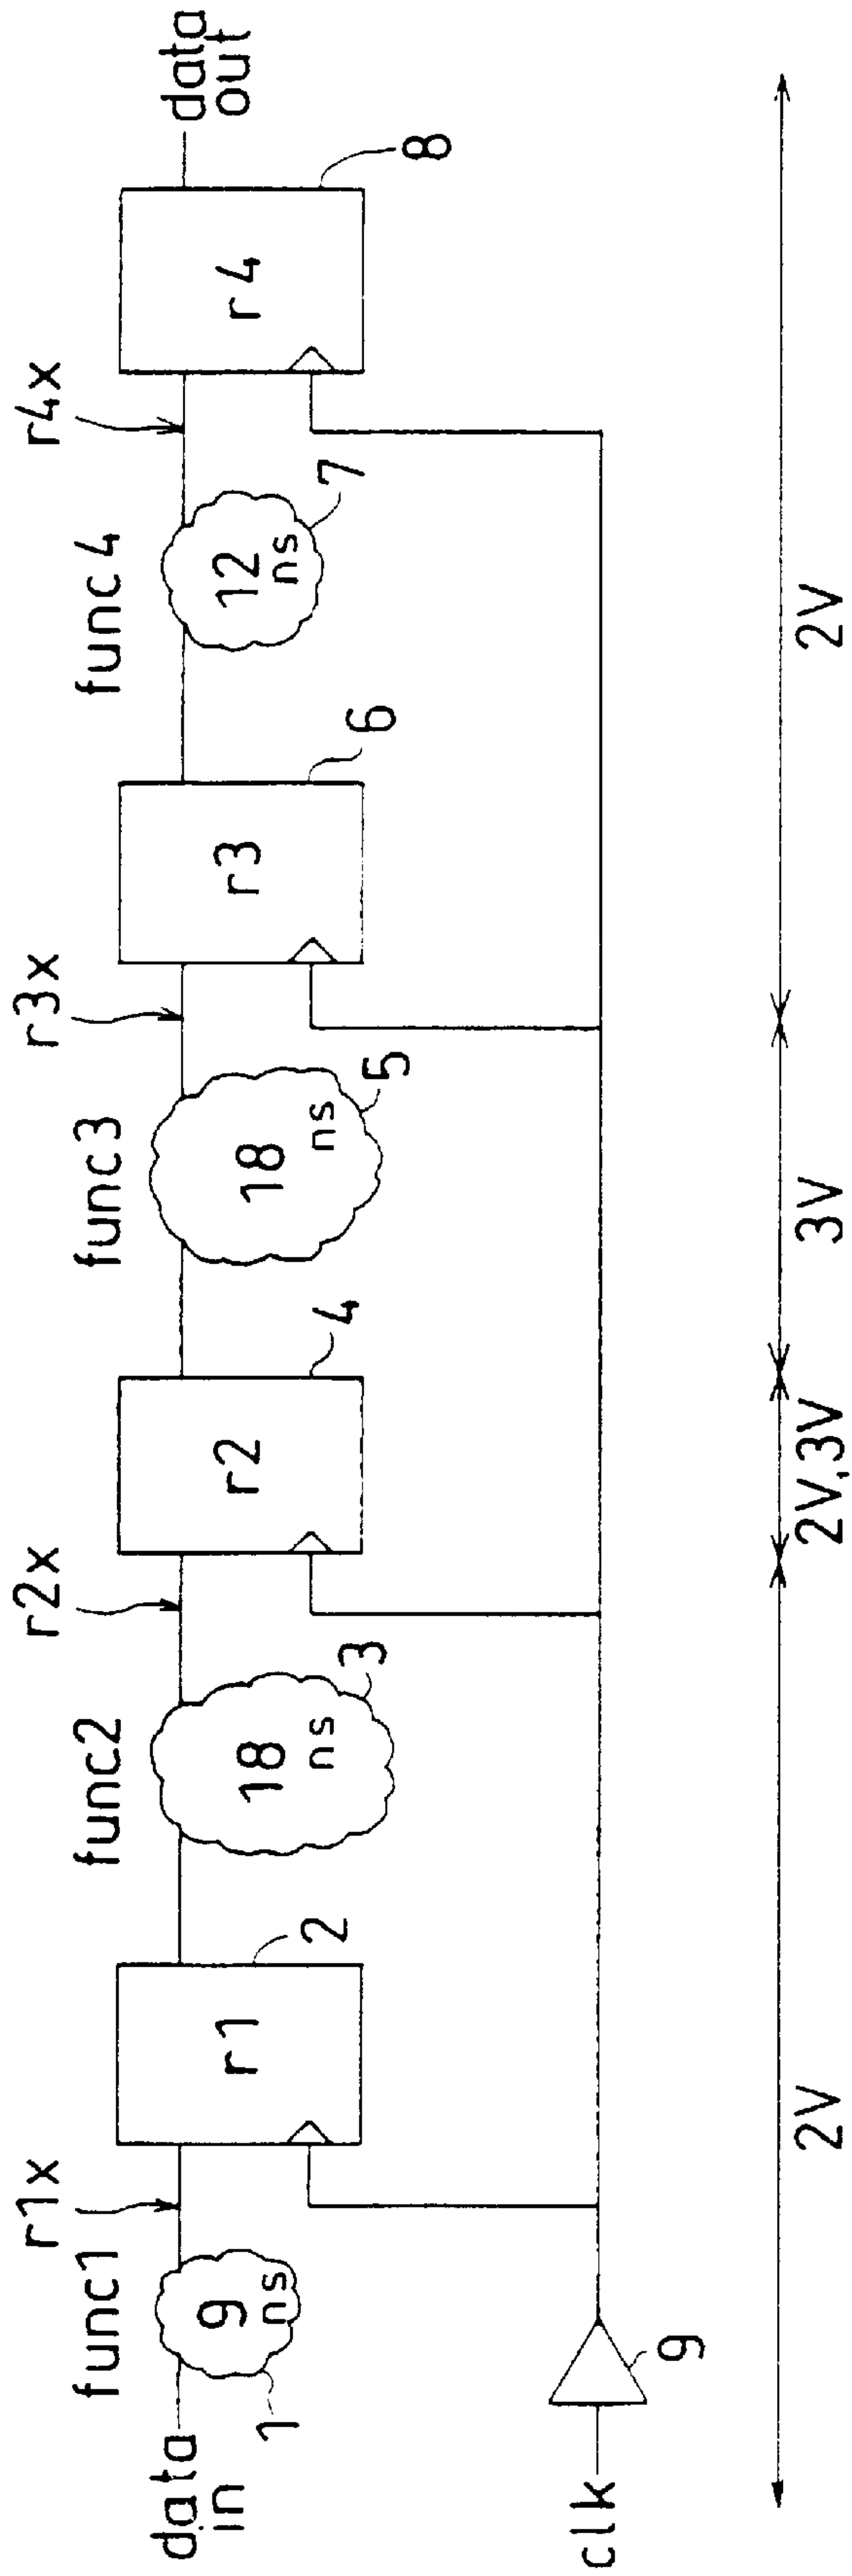 data
in
func1
9
ns
1
r1x
r1
2
func2
18
ns
3
r2x
r2
4
func3
18
ns
5
r3x
r3
6
func4
12
ns
7
r4x
r4
8
data
out
clk
9
2V
2V,3V
3V
2V